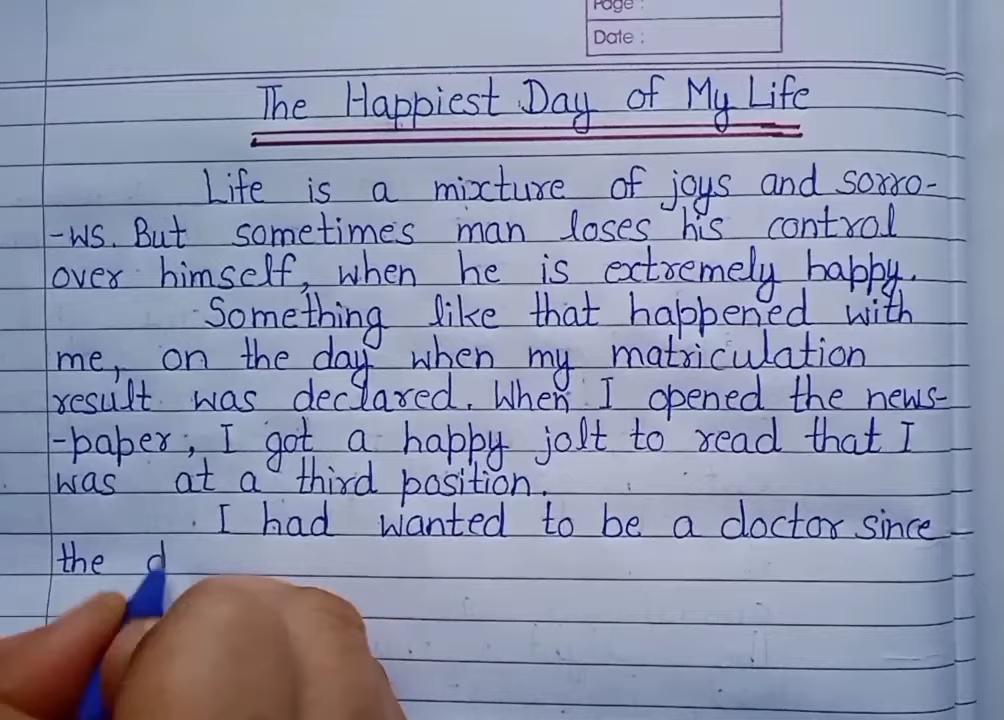 Page :
Date :
The Happiest Day of My Life
Life is a mixture of joys and sorro-
-ws. But sometimes man loses his control
over himself, when he is extremely happy.
Something like that happened with
me, on the day when my matriculation
result was declared. When I opened the news-
-paper, I got a happy jolt to read that I
was at a third position.
I had wanted to be a doctor since
the d